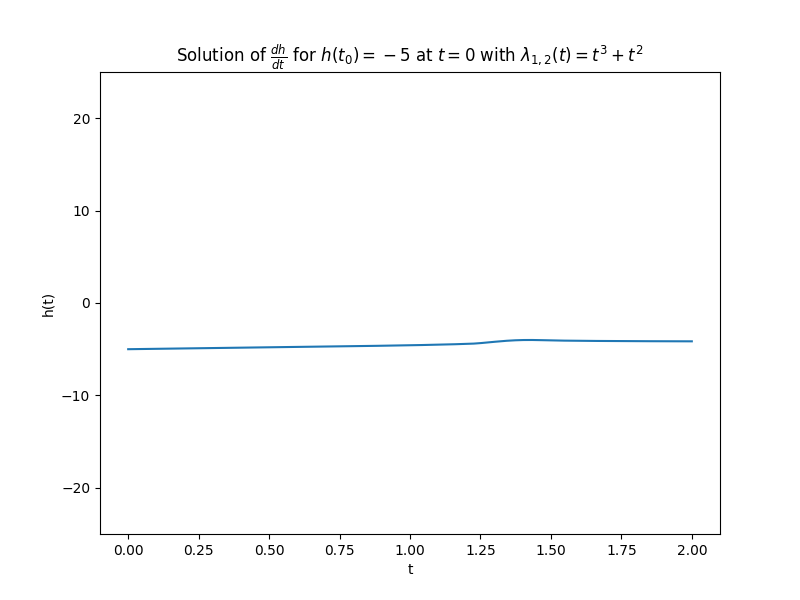 Solution of dh/dt for h(t₀) = −5 at t = 0 with λ₁,₂(t) = t³ + t²
20
10
0
−10
−20
h(t)
0.00 0.25 0.50 0.75 1.00 1.25 1.50 1.75 2.00
t